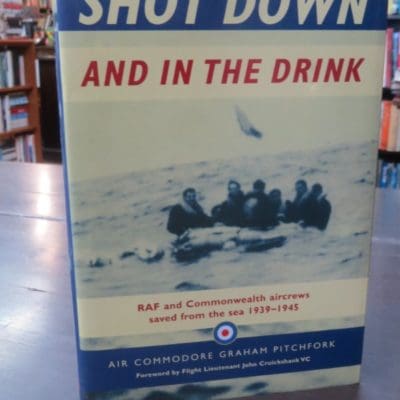 SHOT DOWN
AND IN THE DRINK
RAF and Commonwealth aircrews
saved from the sea 1939–1945
AIR COMMODORE GRAHAM PITCHFORK
Foreword by Flight Lieutenant John Cruickshank VC